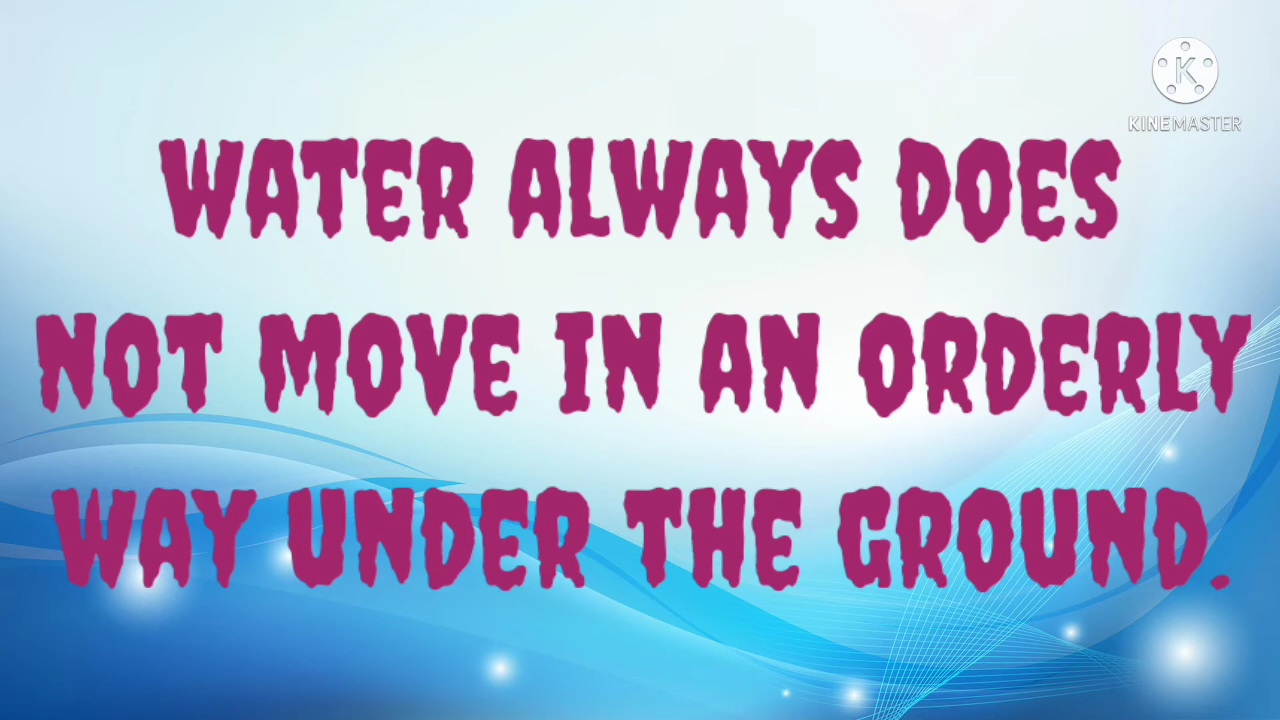 K
KINEMASTER
WATER ALWAYS DOES
NOT MOVE IN AN ORDERLY
WAY UNDER THE GROUND.